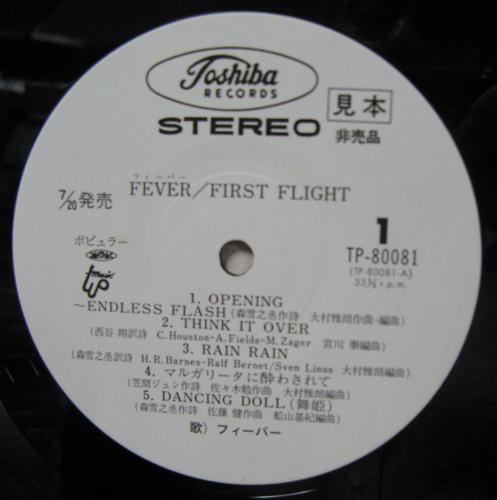 Toshiba
RECORDS
STEREO
見本
非売品
フィーバー
FEVER/FIRST FLIGHT
7/20発売
1
ポピュラー
TP-80081
(TP-80081-A)
33⅓ r.p.m.
music
UP
1. OPENING
~ENDLESS FLASH(森雪之丞作詩 大村雅朗作曲・編曲)
2. THINK IT OVER
(西谷 翔訳詩 C.Houston-A.Fields-M.Zager 宮川 泰編曲)
3. RAIN RAIN
(森雪之丞訳詩 H.R.Barnes-Ralf Bernet/Sven Linus 大村雅朗編曲)
4. マルガリータに酔わされて
(笠間ジュン作詩 佐々木勉作曲 大村雅朗編曲)
5. DANCING DOLL(舞姫)
(森雪之丞作詩 佐藤 健作曲 船山基紀編曲)
歌)フィーバー